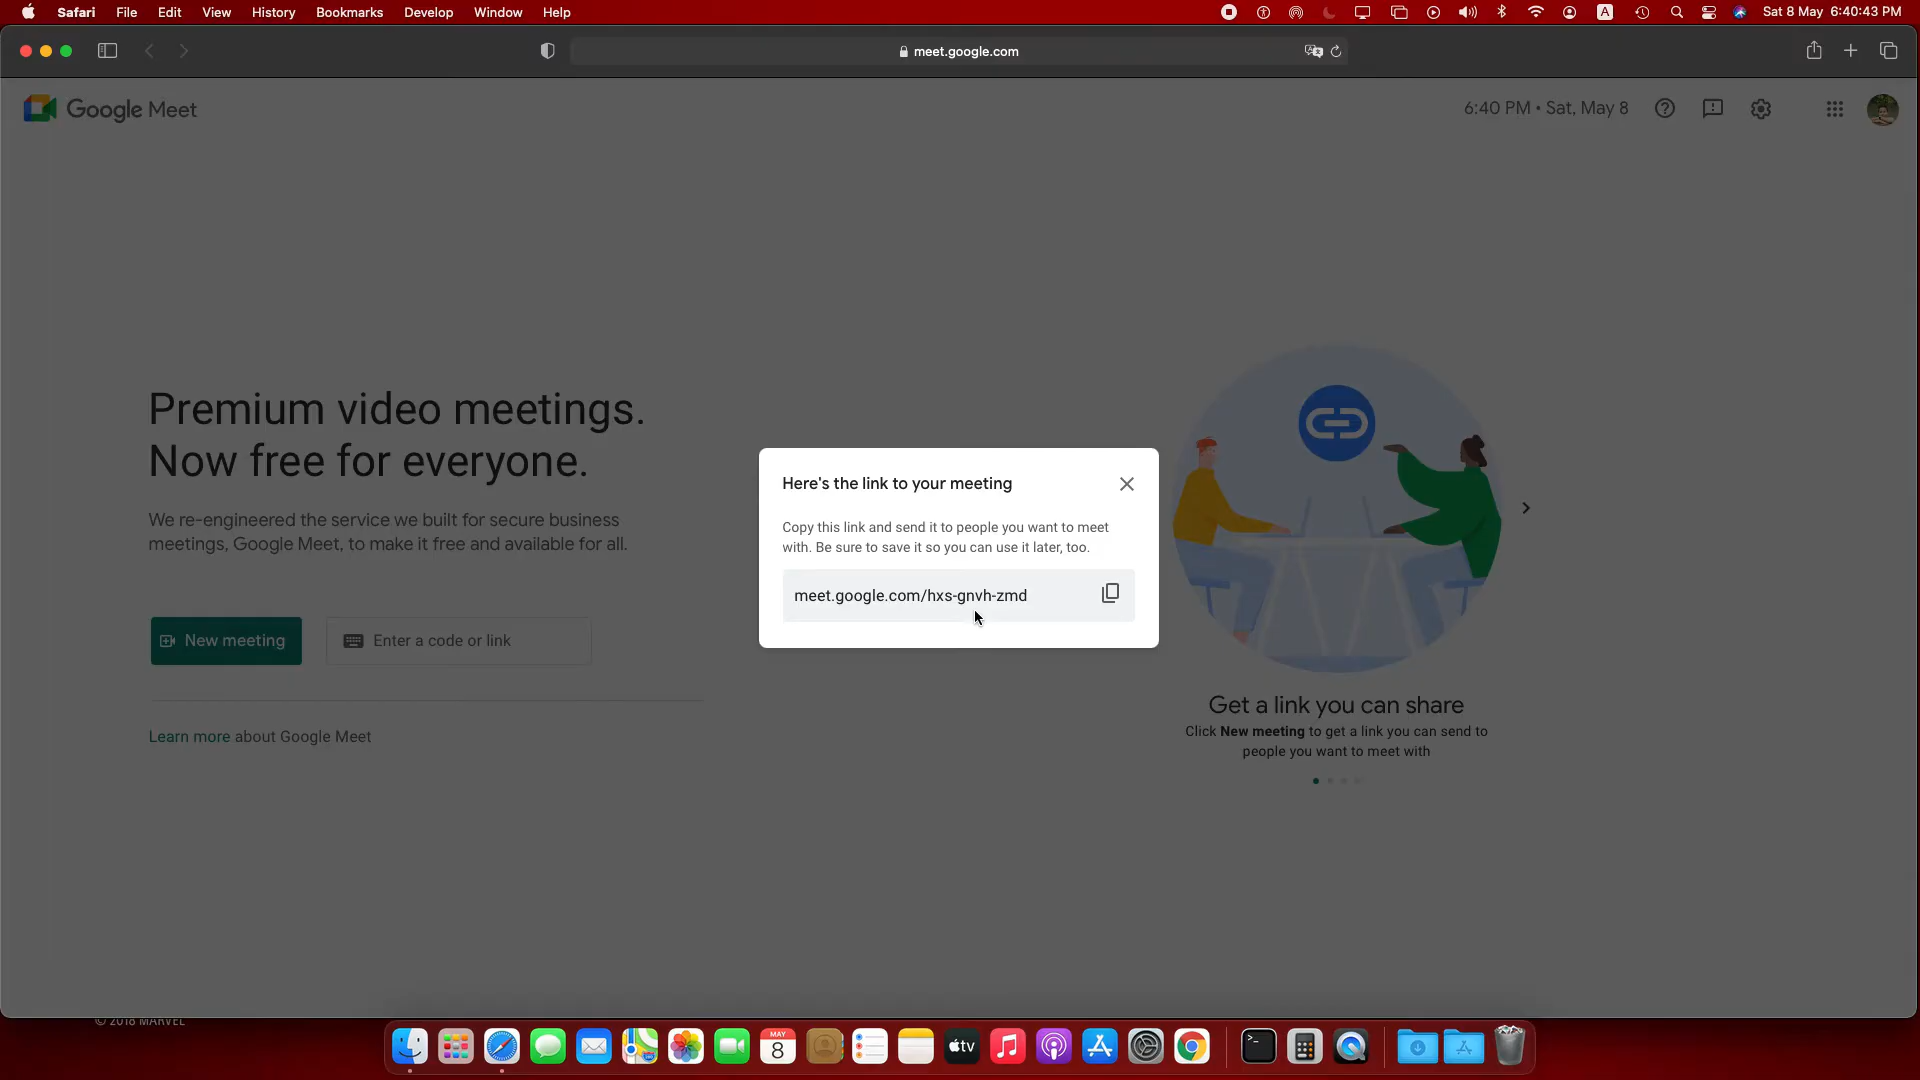 Safari File Edit View History Bookmarks Develop Window Help
A
Sat 8 May 6:40:43 PM
meet.google.com
Google Meet
6:40 PM • Sat, May 8
Premium video meetings.
Now free for everyone.
We re-engineered the service we built for secure business
meetings, Google Meet, to make it free and available for all.
New meeting
Enter a code or link
Learn more about Google Meet
Here's the link to your meeting
Copy this link and send it to people you want to meet
with. Be sure to save it so you can use it later, too.
meet.google.com/hxs-gnvh-zmd
Get a link you can share
Click New meeting to get a link you can send to
people you want to meet with
© 2018 MARVEL
MAY
8
tv